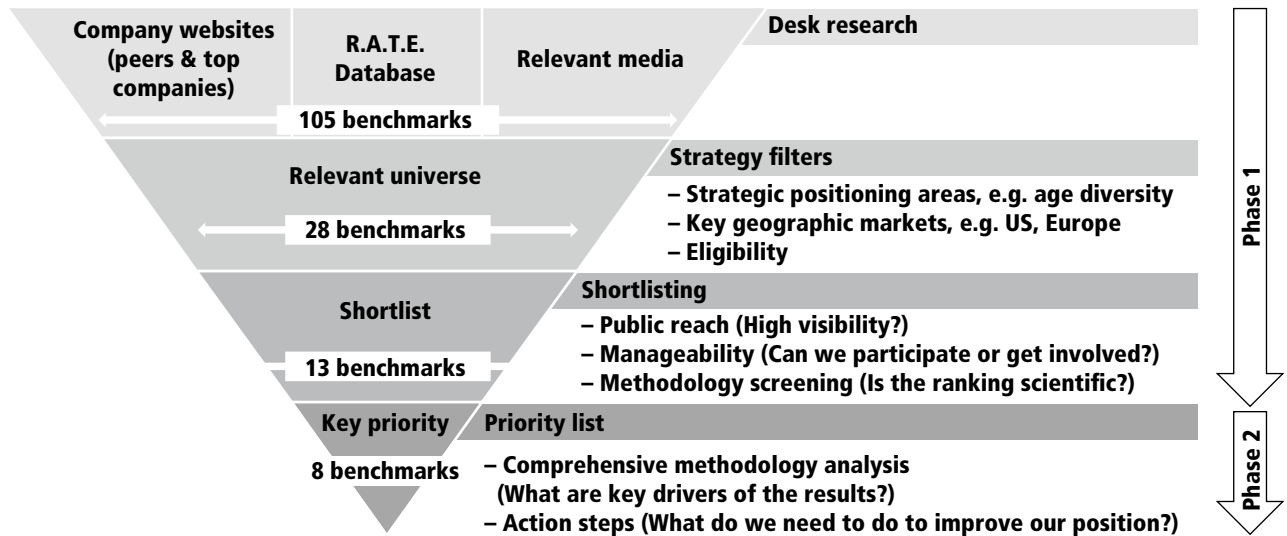 Company websites
(peers & top
companies)
R.A.T.E.
Database
Relevant media
105 benchmarks
Desk research
Relevant universe
28 benchmarks
Strategy filters
– Strategic positioning areas, e.g. age diversity
– Key geographic markets, e.g. US, Europe
– Eligibility
Shortlist
13 benchmarks
Shortlisting
– Public reach (High visibility?)
– Manageability (Can we participate or get involved?)
– Methodology screening (Is the ranking scientific?)
Key priority
8 benchmarks
Priority list
– Comprehensive methodology analysis
(What are key drivers of the results?)
– Action steps (What do we need to do to improve our position?)
Phase 1
Phase 2